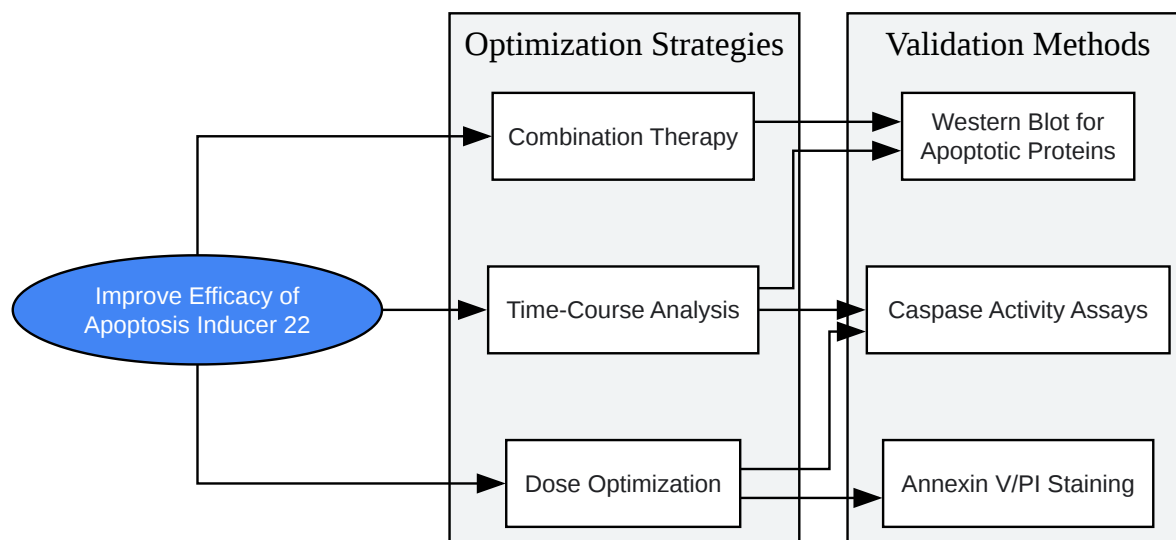 Optimization Strategies
Validation Methods
Combination Therapy
Western Blot for
Apoptotic Proteins
Improve Efficacy of
Apoptosis Inducer 22
Time-Course Analysis
Caspase Activity Assays
Dose Optimization
Annexin V/PI Staining